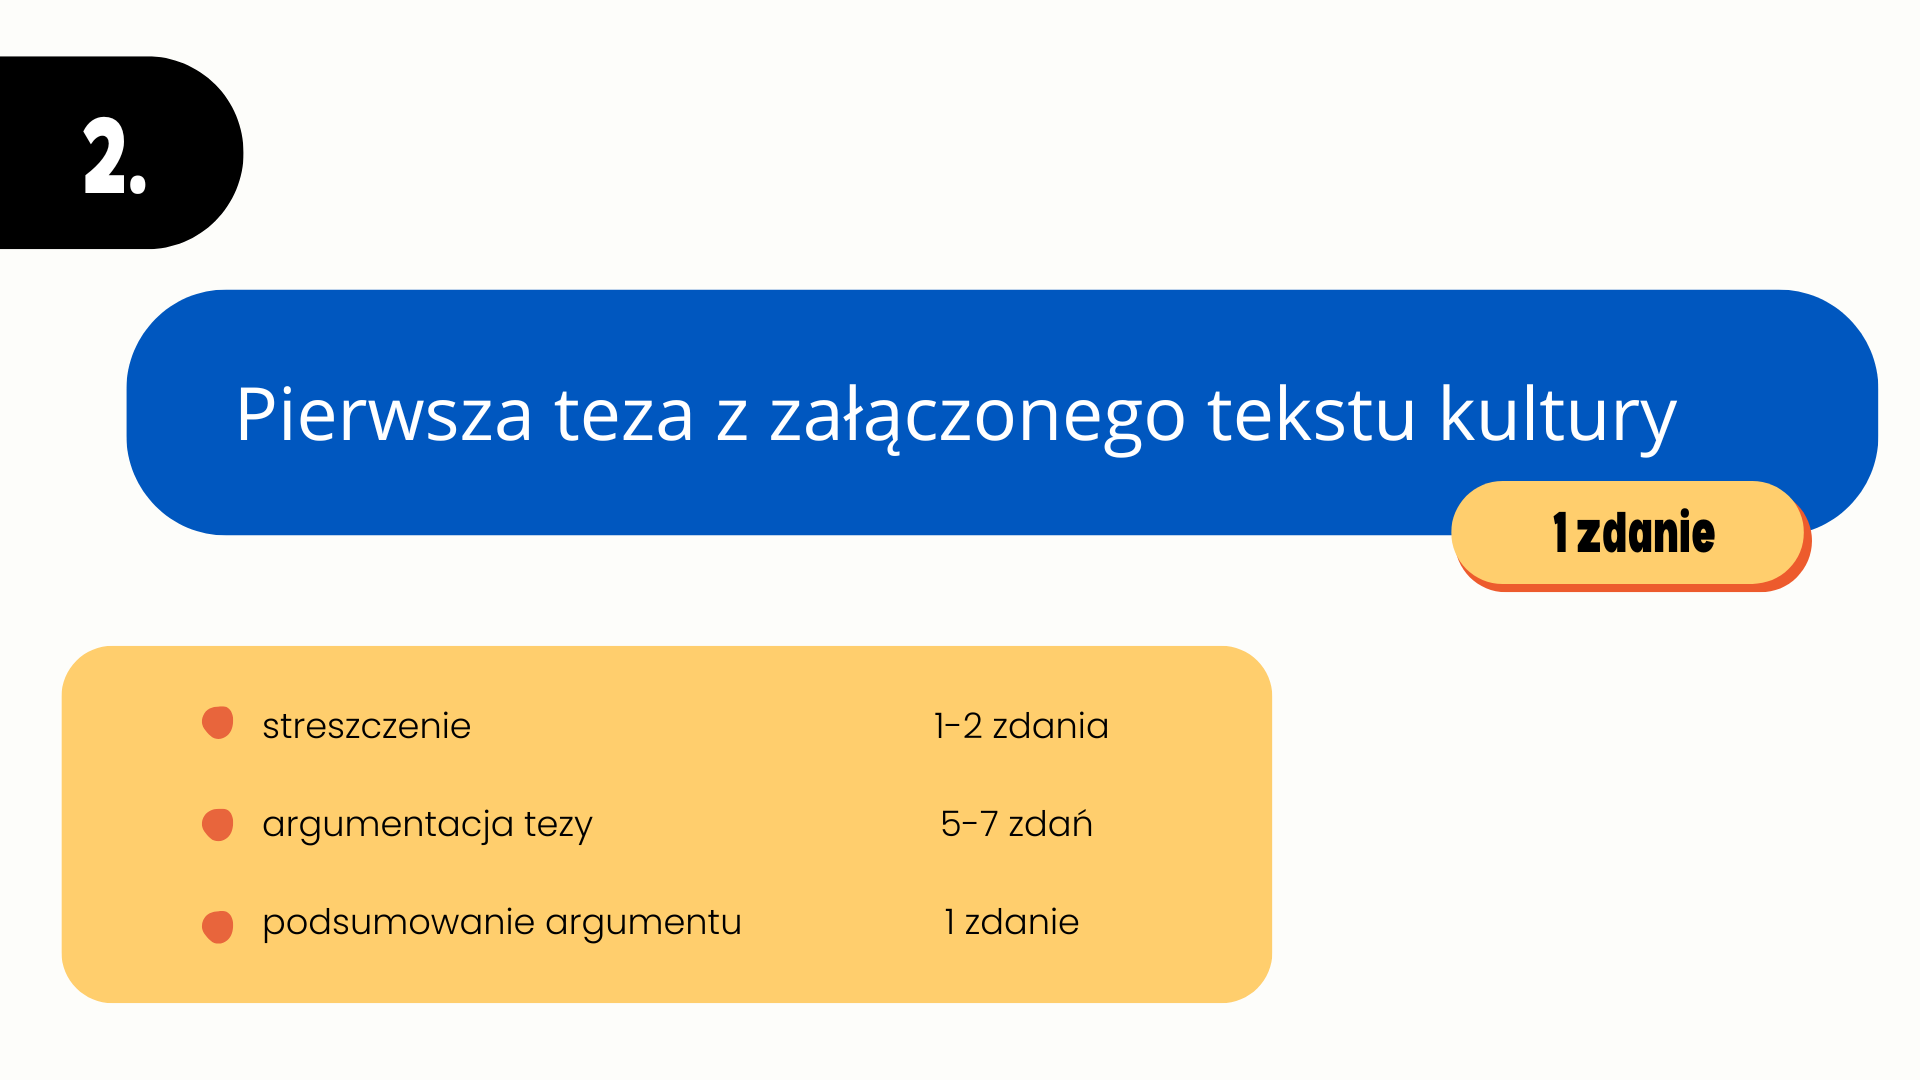 2.
Pierwsza teza z załączonego tekstu kultury
1 zdanie
streszczenie 1-2 zdania
argumentacja tezy 5-7 zdań
podsumowanie argumentu 1 zdanie